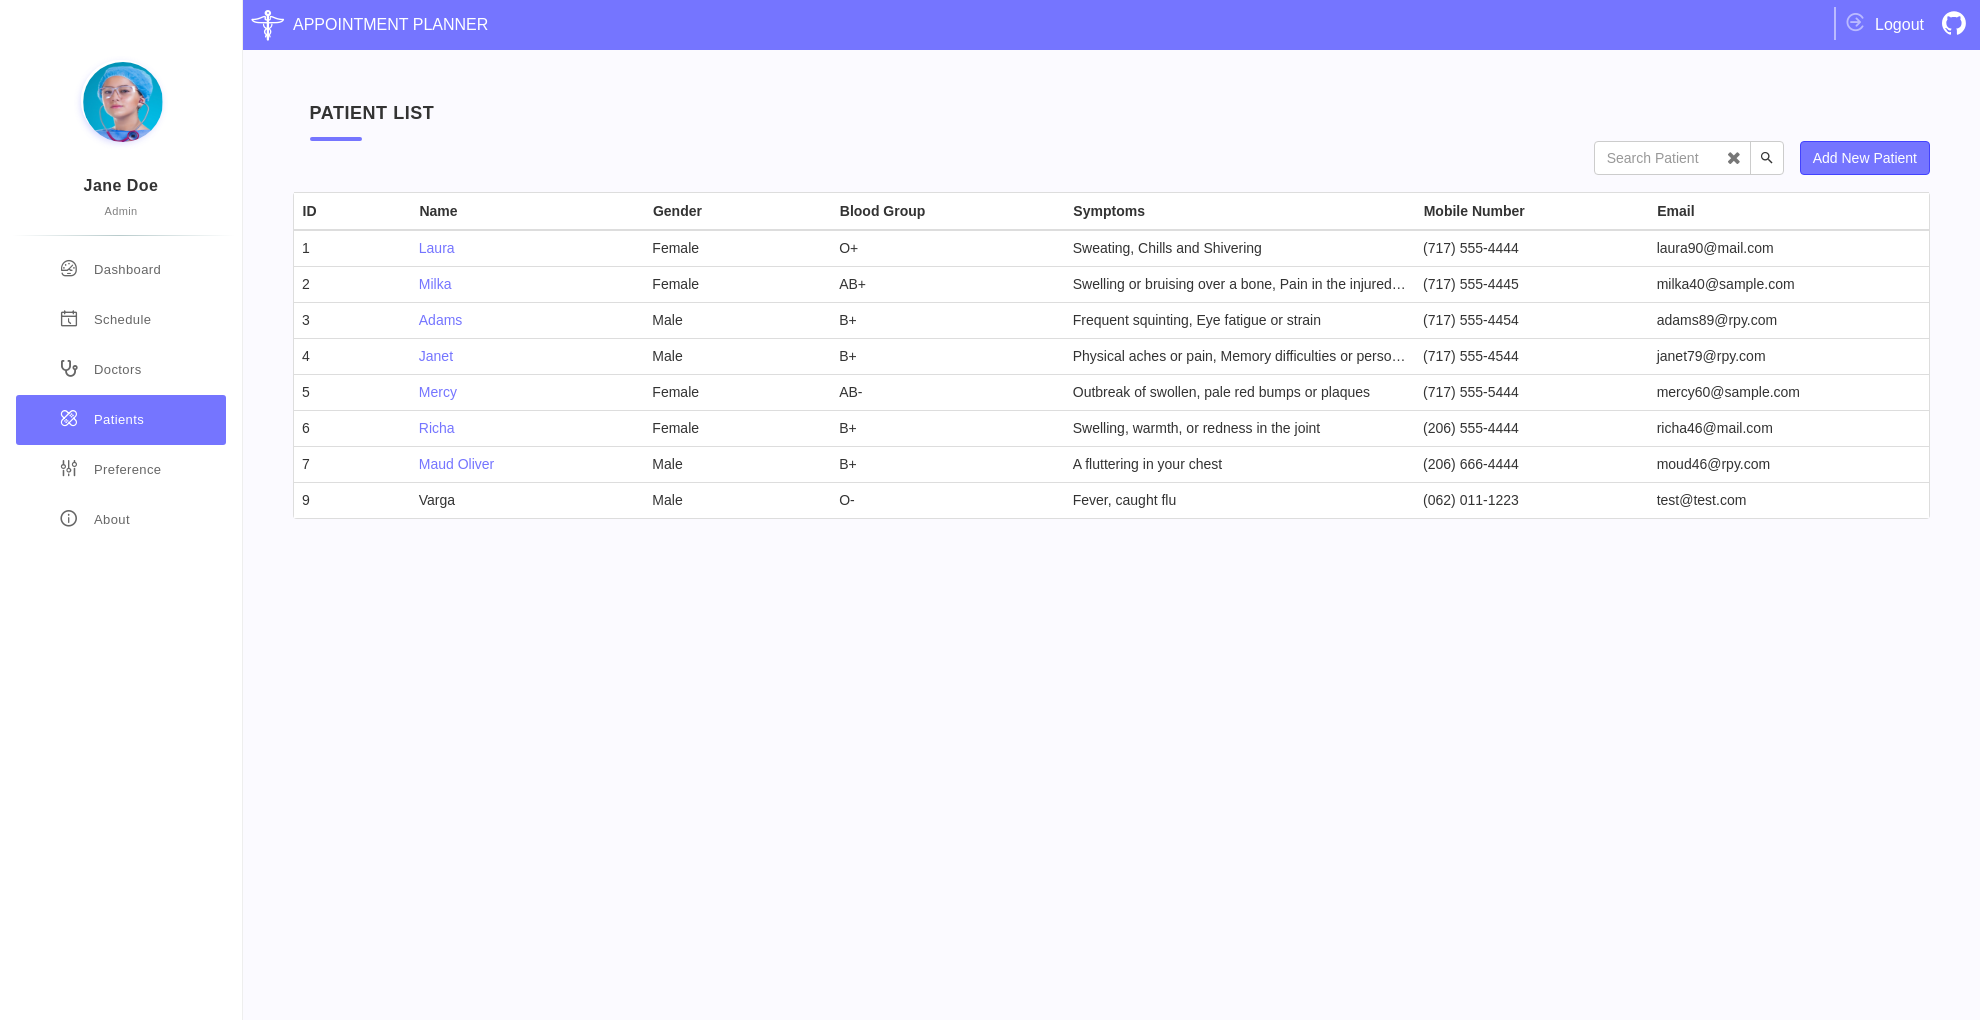 APPOINTMENT PLANNER
Logout
Jane Doe
Admin
Dashboard
Schedule
Doctors
Patients
Preference
About
PATIENT LIST
Search Patient
Add New Patient
ID Name Gender Blood Group Symptoms Mobile Number Email
1 Laura Female O+ Sweating, Chills and Shivering (717) 555-4444 laura90@mail.com
2 Milka Female AB+ Swelling or bruising over a bone, Pain in the injured… (717) 555-4445 milka40@sample.com
3 Adams Male B+ Frequent squinting, Eye fatigue or strain (717) 555-4454 adams89@rpy.com
4 Janet Male B+ Physical aches or pain, Memory difficulties or perso… (717) 555-4544 janet79@rpy.com
5 Mercy Female AB- Outbreak of swollen, pale red bumps or plaques (717) 555-5444 mercy60@sample.com
6 Richa Female B+ Swelling, warmth, or redness in the joint (206) 555-4444 richa46@mail.com
7 Maud Oliver Male B+ A fluttering in your chest (206) 666-4444 moud46@rpy.com
9 Varga Male O- Fever, caught flu (062) 011-1223 test@test.com